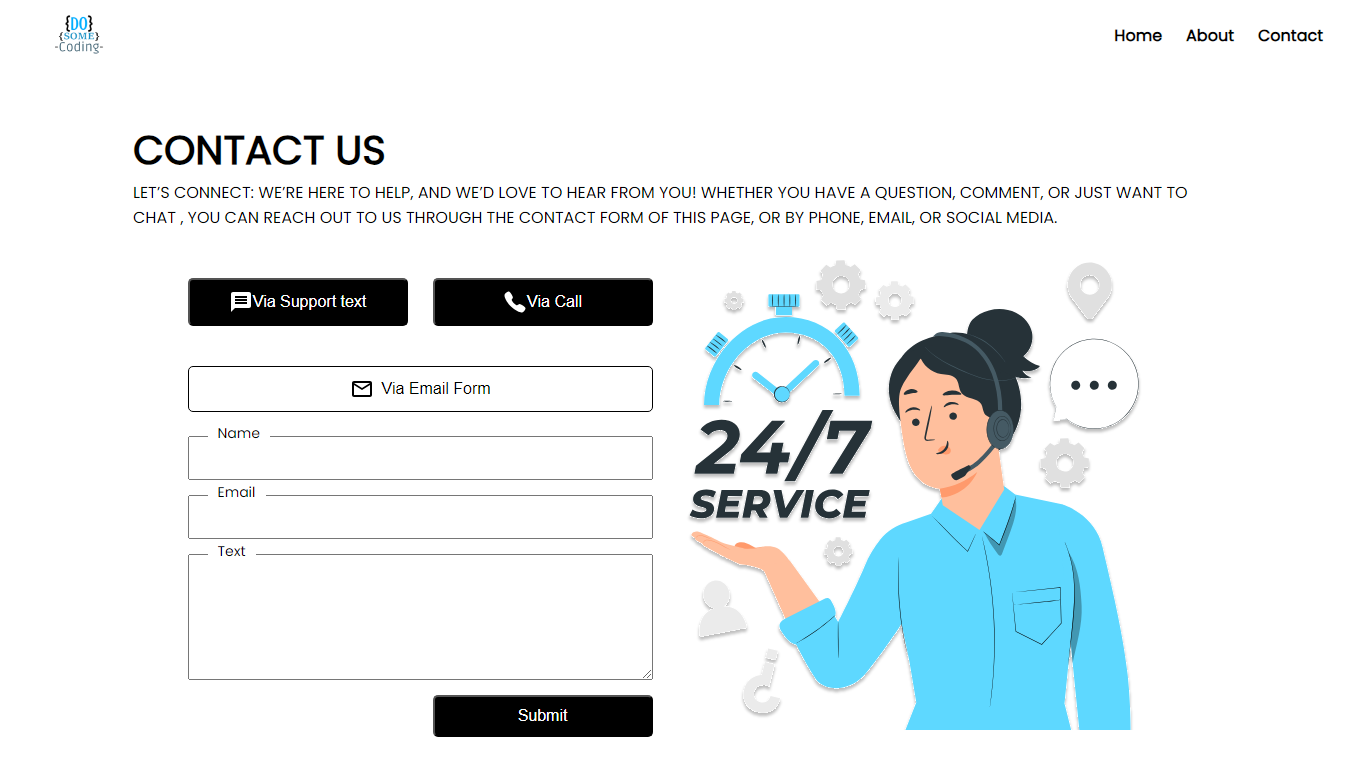 {DO}
{SOME}
-Coding-
Home About Contact
CONTACT US
LET'S CONNECT: WE'RE HERE TO HELP, AND WE'D LOVE TO HEAR FROM YOU! WHETHER YOU HAVE A QUESTION, COMMENT, OR JUST WANT TO
CHAT , YOU CAN REACH OUT TO US THROUGH THE CONTACT FORM OF THIS PAGE, OR BY PHONE, EMAIL, OR SOCIAL MEDIA.
Via Support text
Via Call
Via Email Form
Name
Email
Text
Submit
24/7
SERVICE